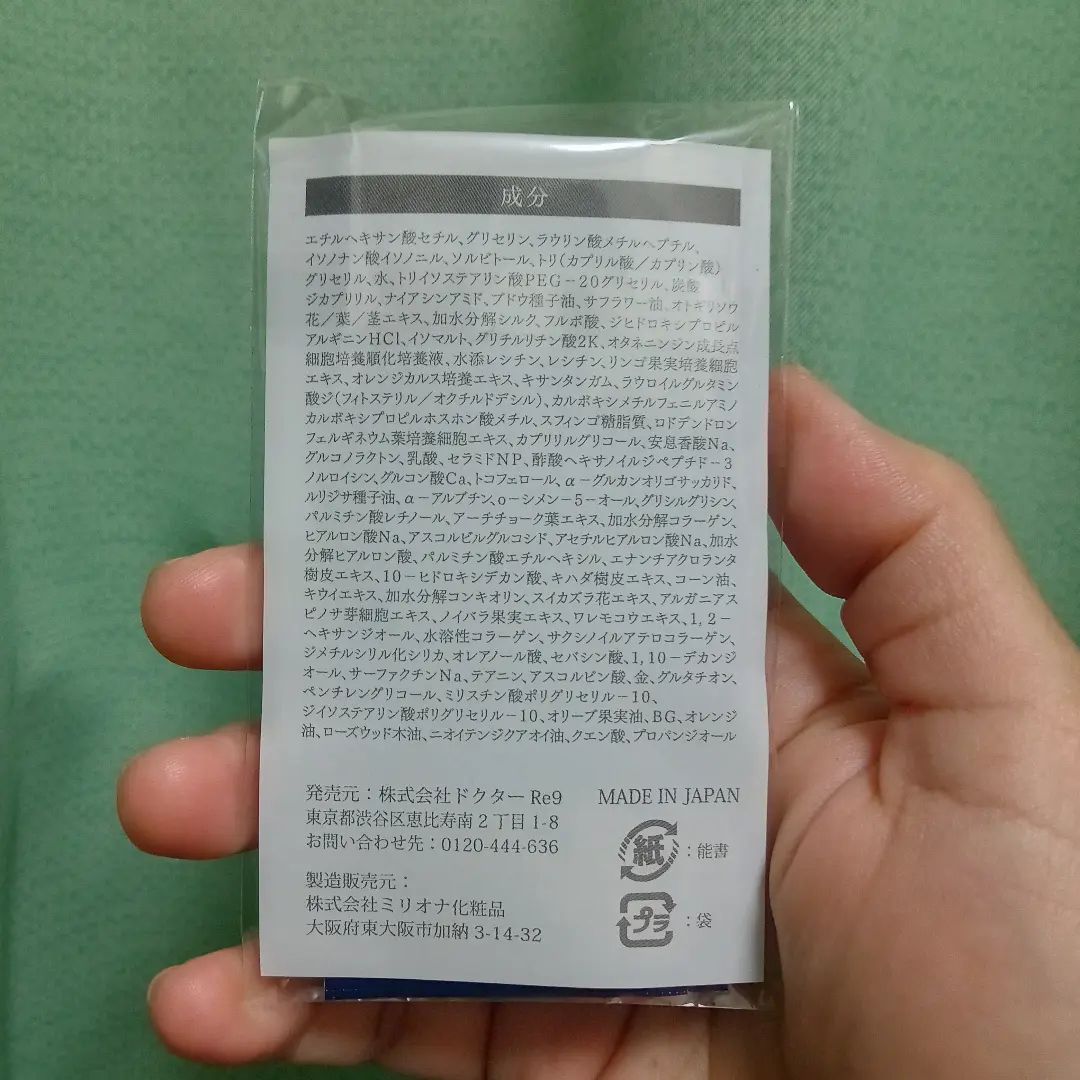 成分
エチルヘキサン酸セチル、グリセリン、ラウリン酸メチルヘプチル、
イソノナン酸イソノニル、ソルビトール、トリ(カプリル酸/カプリン酸)
グリセリル、水、トリイソステアリン酸PEG-20グリセリル、炭酸
ジカプリリル、ナイアシンアミド、ブドウ種子油、サフラワー油、オトギリソウ
花/葉/茎エキス、加水分解シルク、フルボ酸、ジヒドロキシプロピル
アルギニンHCl、イソマルト、グリチルリチン酸2K、オタネニンジン成長点
細胞培養順化培養液、水添レシチン、レシチン、リンゴ果実培養細胞
エキス、オレンジカルス培養エキス、キサンタンガム、ラウロイルグルタミン
酸ジ(フィトステリル/オクチルドデシル)、カルボキシメチルフェニルアミノ
カルボキシプロピルホスホン酸メチル、スフィンゴ糖脂質、ロドデンドロン
フェルギネウム葉培養細胞エキス、カプリリルグリコール、安息香酸Na、
グルコノラクトン、乳酸、セラミドNP、酢酸ヘキサノイルジペプチド-3
ノルロイシン、グルコン酸Ca、トコフェロール、α-グルカンオリゴサッカリド、
ルリジサ種子油、α-アルブチン、o-シメン-5-オール、グリシルグリシン、
パルミチン酸レチノール、アーチチョーク葉エキス、加水分解コラーゲン、
ヒアルロン酸Na、アスコルビルグルコシド、アセチルヒアルロン酸Na、加水
分解ヒアルロン酸、パルミチン酸エチルヘキシル、エナンチアクロランタ
樹皮エキス、10-ヒドロキシデカン酸、キハダ樹皮エキス、コーン油、
キウイエキス、加水分解コンキオリン、スイカズラ花エキス、アルガニアス
ピノサ芽細胞エキス、ノイバラ果実エキス、ワレモコウエキス、1,2-
ヘキサンジオール、水溶性コラーゲン、サクシノイルアテロコラーゲン、
ジメチルシリル化シリカ、オレアノール酸、セバシン酸、1,10-デカンジ
オール、サーファクチンNa、テアニン、アスコルビン酸、金、グルタチオン、
ペンチレングリコール、ミリスチン酸ポリグリセリル-10、
ジイソステアリン酸ポリグリセリル-10、オリーブ果実油、BG、オレンジ
油、ローズウッド木油、ニオイテンジクアオイ油、クエン酸、プロパンジオール
発売元:株式会社ドクターRe9
東京都渋谷区恵比寿南2丁目1-8
お問い合わせ先:0120-444-636
MADE IN JAPAN
紙:能書
製造販売元:
株式会社ミリオナ化粧品
大阪府東大阪市加納3-14-32
プラ:袋